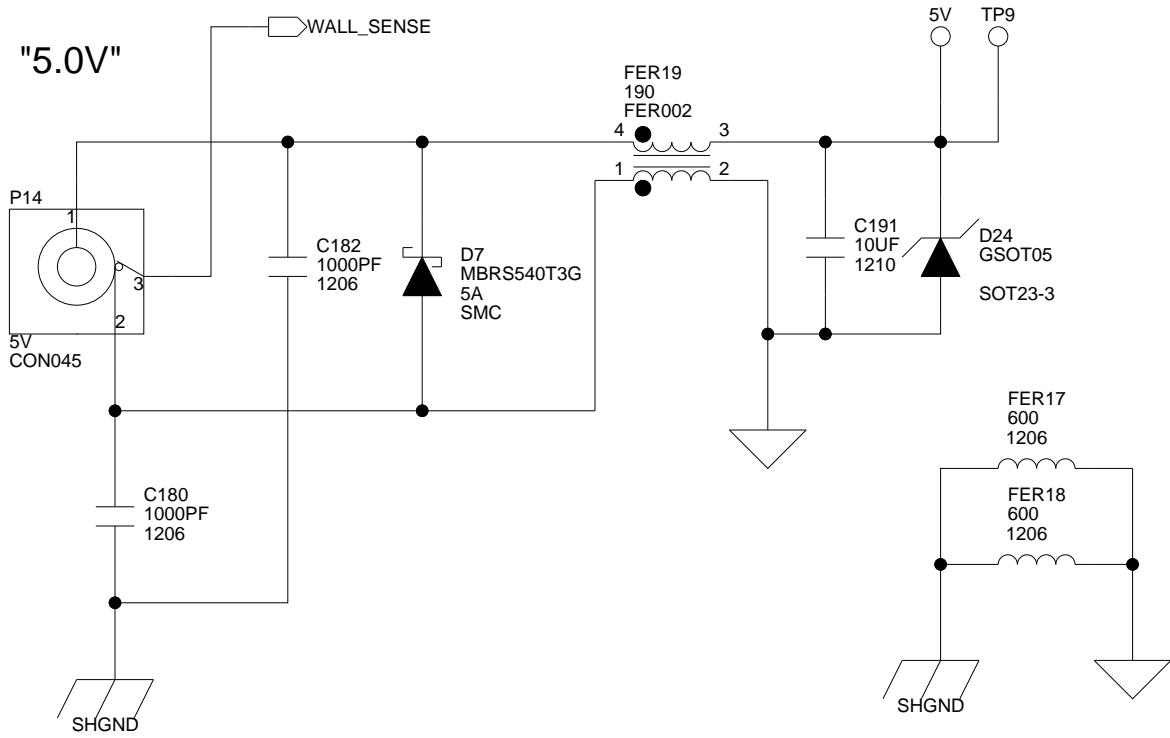 WALL_SENSE
"5.0V"
5V
TP9
FER19
190
FER002
4
3
1
2
P14
1
3
2
5V
CON045
C182
1000PF
1206
D7
MBRS540T3G
5A
SMC
C191
10UF
1210
D24
GSOT05
SOT23-3
C180
1000PF
1206
FER17
600
1206
FER18
600
1206
SHGND
SHGND